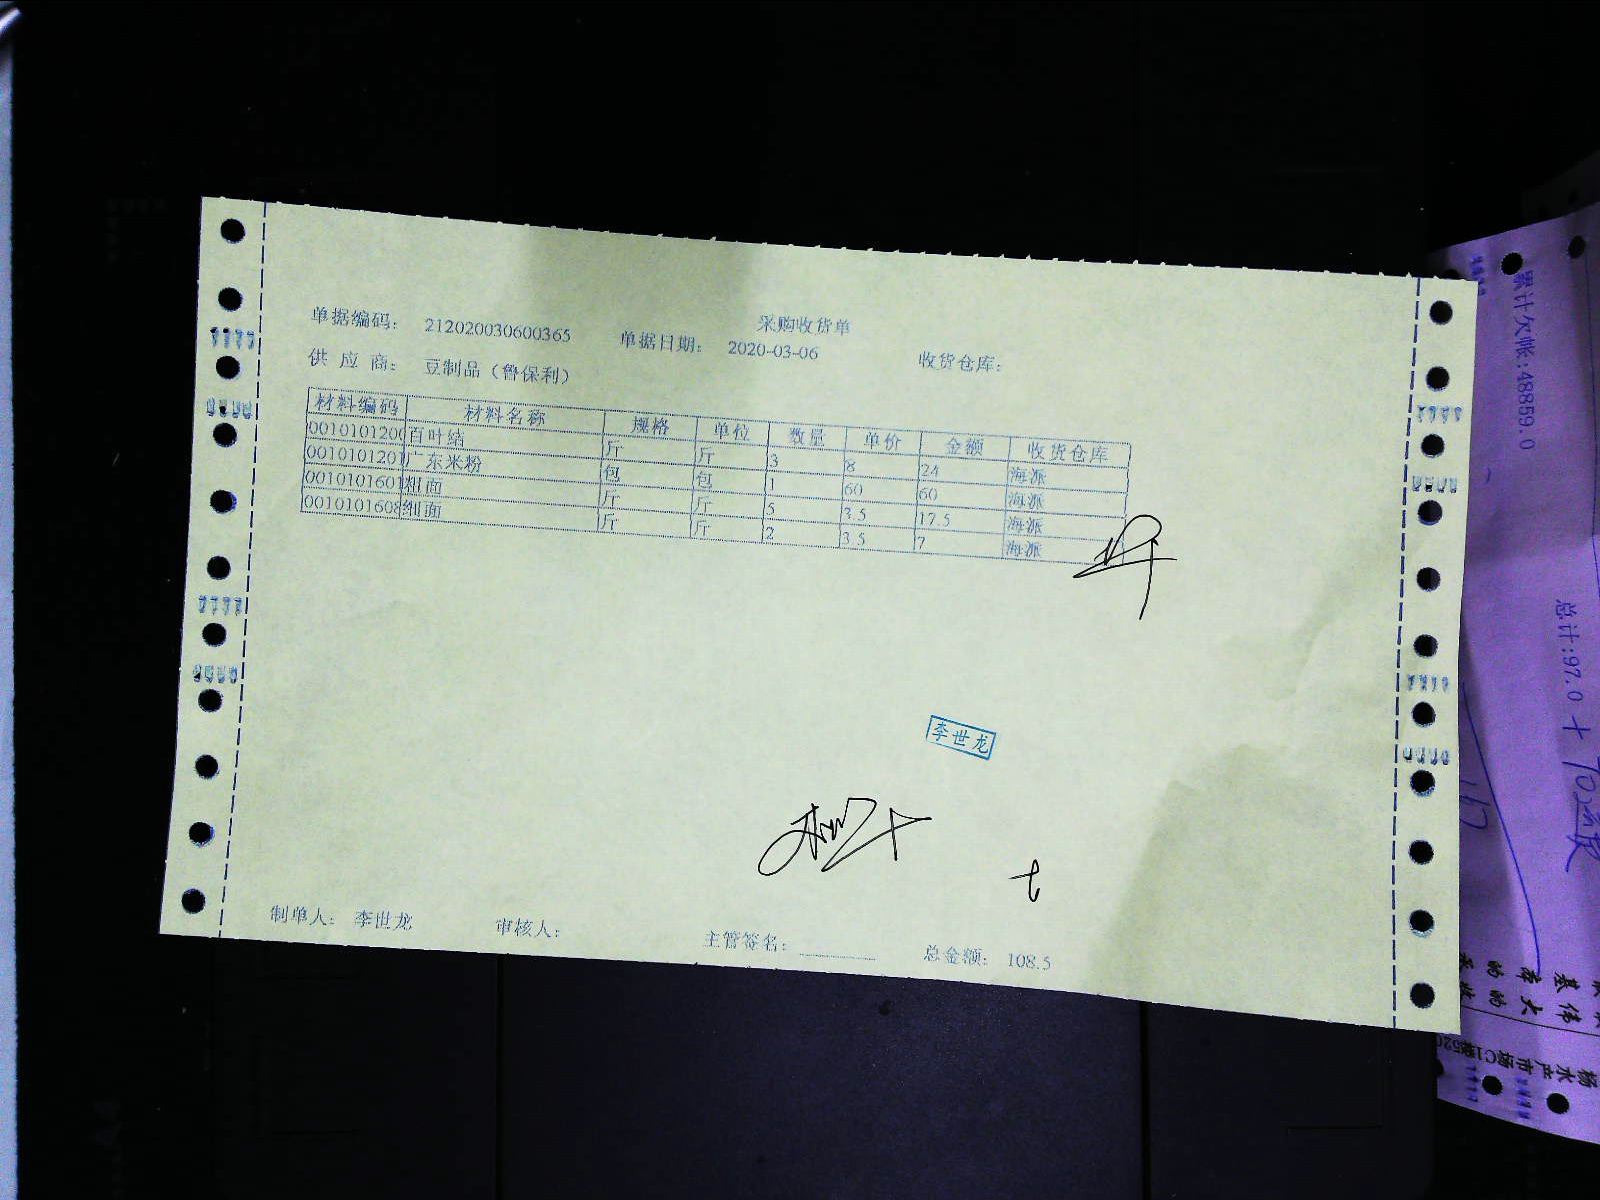 采购收货单
单据编码: 212020030600365 单据日期: 2020-03-06 收货仓库:
供 应 商: 豆制品（鲁保利）
材料编码 材料名称 规格 单位 数量 单价 金额 收货仓库
0010101200 百叶结 斤 斤 3 8 24 海派
0010101201 广东米粉 包 包 1 60 60 海派
0010101601 粗面 斤 斤 5 3.5 17.5 海派
0010101608 细面 斤 斤 2 3.5 7 海派
李世龙
制单人: 李世龙 审核人: 主管签名: 总金额: 108.5
累计欠帐:48859.0
总计:97.0